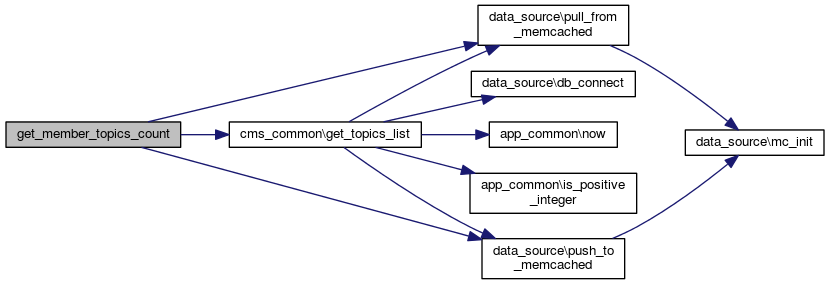 get_member_topics_count
cms_common\get_topics_list
data_source\pull_from
_memcached
data_source\db_connect
app_common\now
app_common\is_positive
_integer
data_source\push_to
_memcached
data_source\mc_init